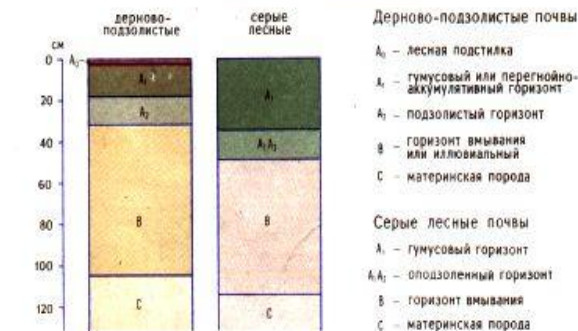 дерново-
подзолистые
серые
лесные
см
0
20
40
60
80
100
120
A₀
A₁
A₂
B
C
A₁
A₁A₂
B
C
Дерново-подзолистые почвы
A₀ – лесная подстилка
A₁ – гумусовый или перегнойно-
аккумулятивный горизонт
A₂ – подзолистый горизонт
B – горизонт вмывания
или иллювиальный
C – материнская порода
Серые лесные почвы
A₁ – гумусовый горизонт
A₁A₂ – оподзоленный горизонт
B – горизонт вмывания
C – материнская порода